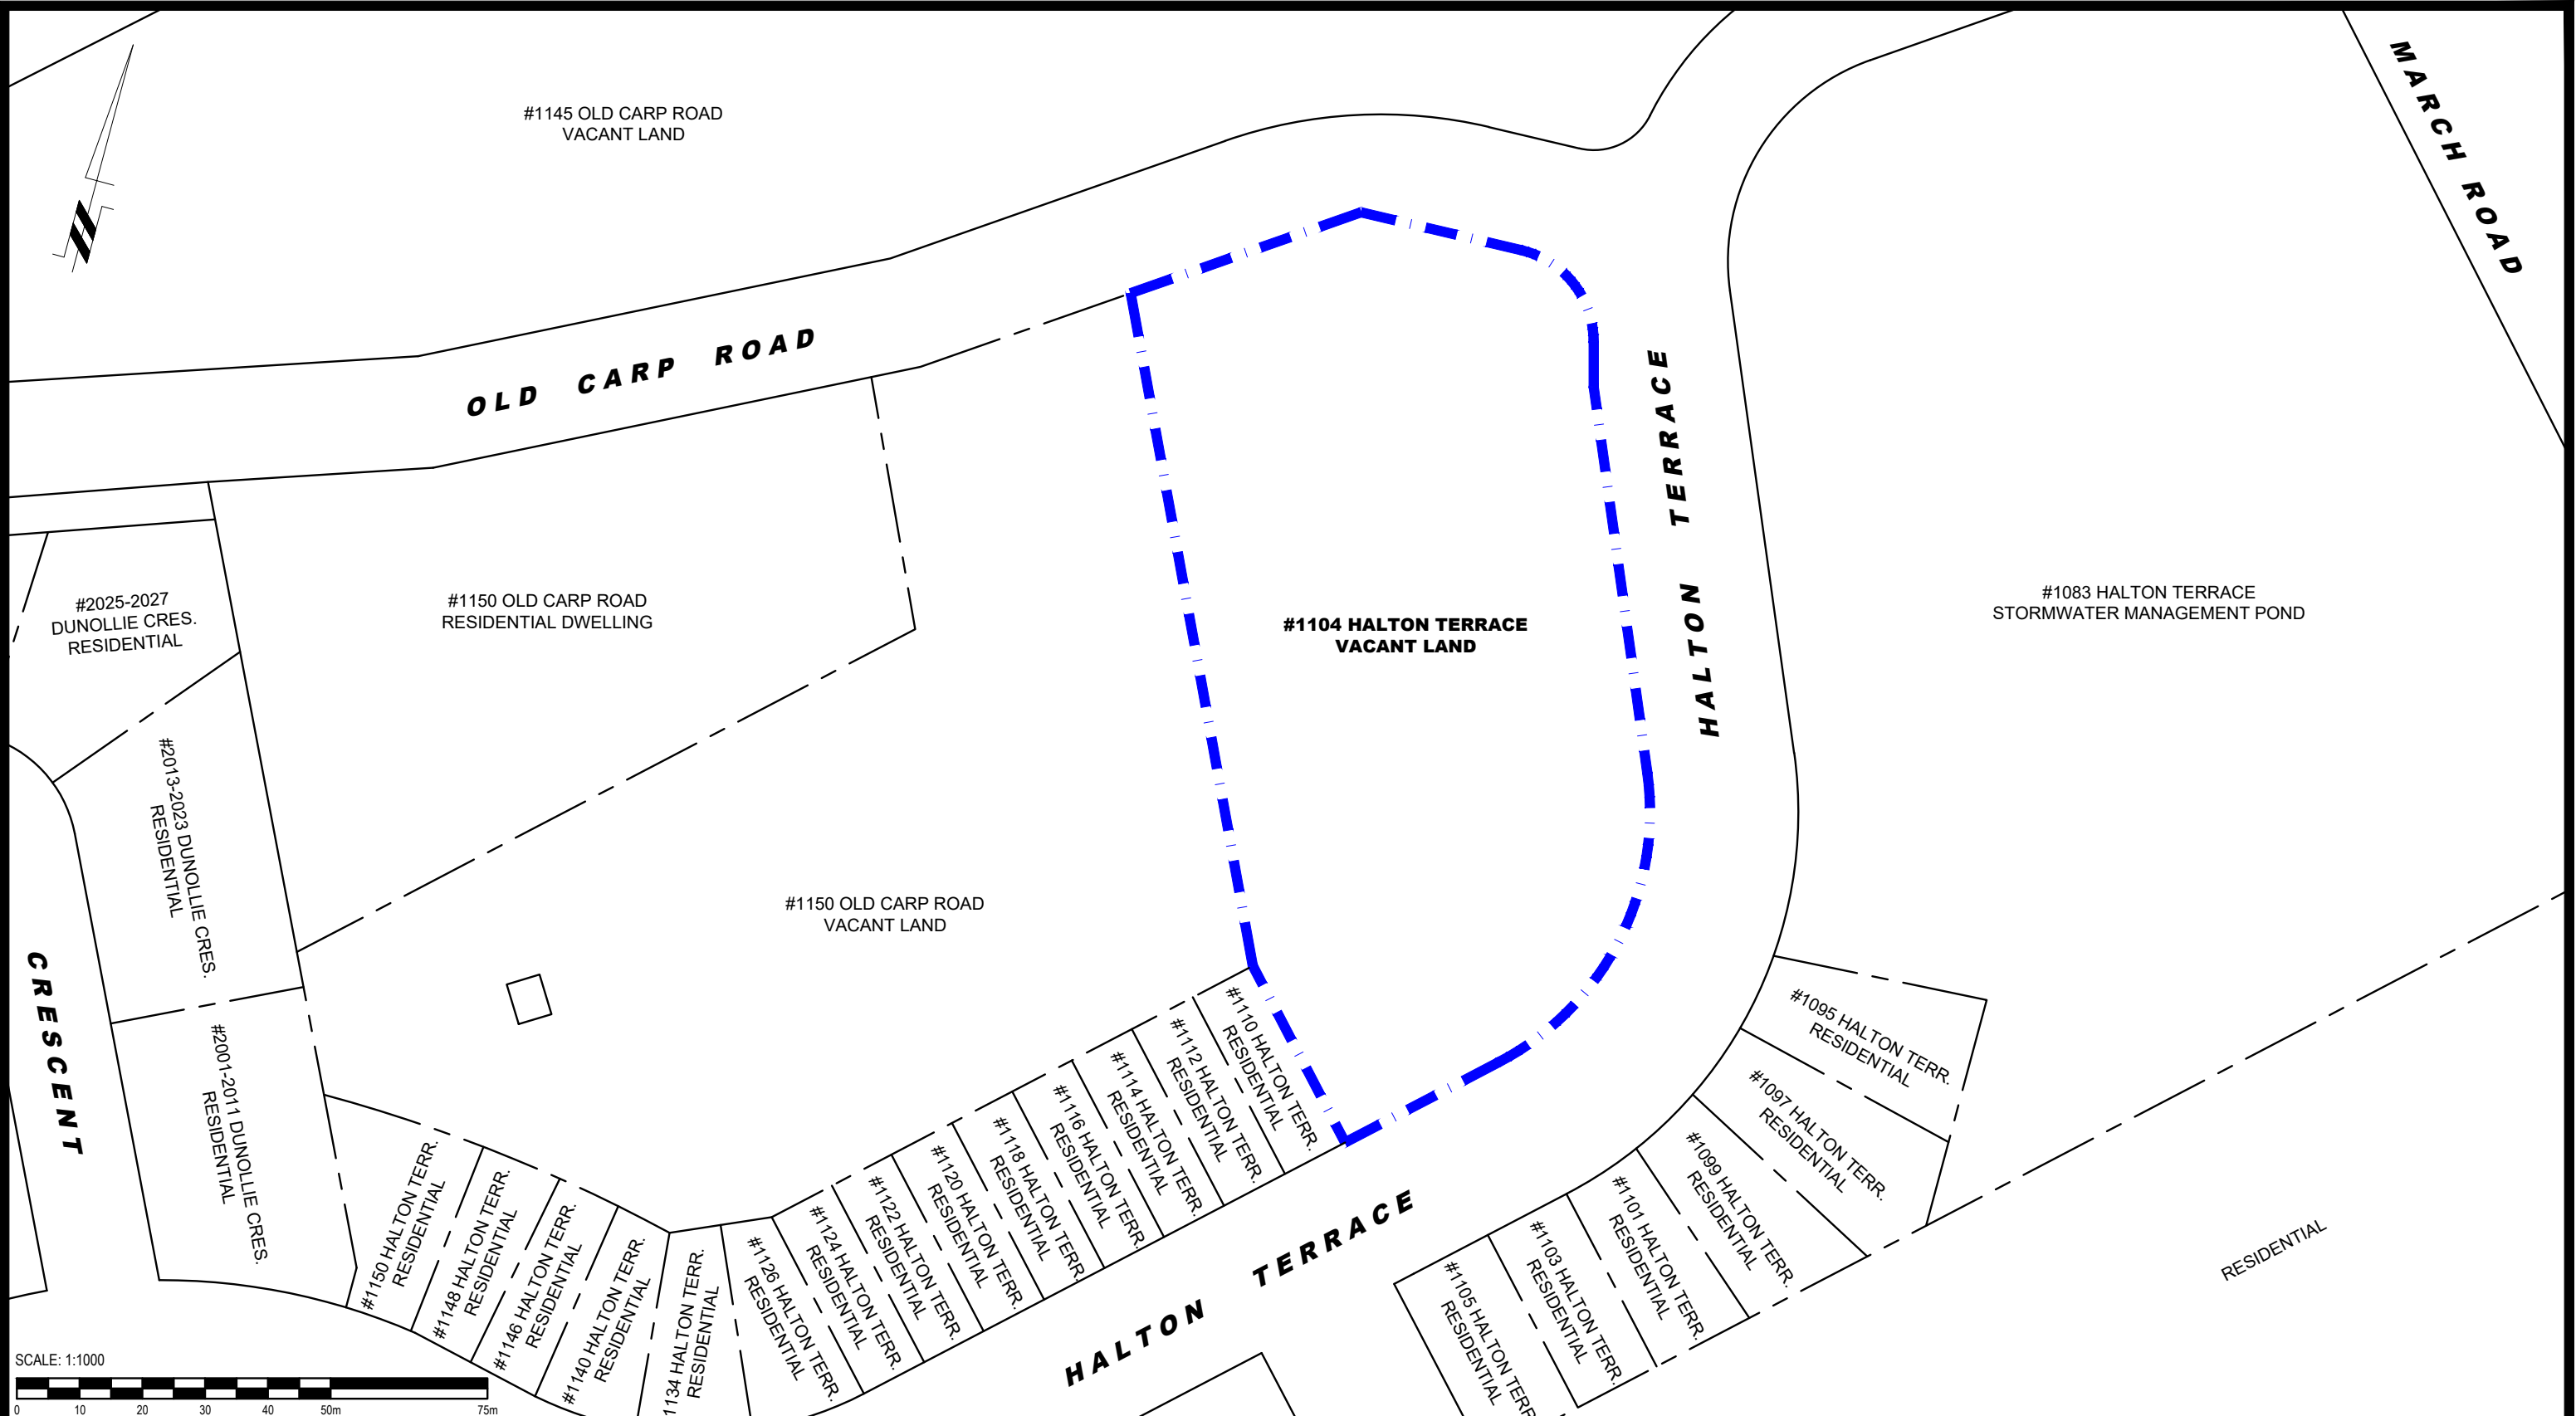 #1145 OLD CARP ROAD
VACANT LAND
MARCH ROAD
OLD CARP ROAD
HALTON TERRACE
#2025-2027
DUNOLLIE CRES.
RESIDENTIAL
#1150 OLD CARP ROAD
RESIDENTIAL DWELLING
#1104 HALTON TERRACE
VACANT LAND
#1083 HALTON TERRACE
STORMWATER MANAGEMENT POND
#2013-2023 DUNOLLIE CRES.
RESIDENTIAL
#1150 OLD CARP ROAD
VACANT LAND
CRESCENT
#2001-2011 DUNOLLIE CRES.
RESIDENTIAL
#1150 HALTON TERR.
RESIDENTIAL
#1148 HALTON TERR.
RESIDENTIAL
#1146 HALTON TERR.
RESIDENTIAL
#1140 HALTON TERR.
RESIDENTIAL
1134 HALTON TERR.
RESIDENTIAL
#1126 HALTON TERR.
RESIDENTIAL
#1124 HALTON TERR.
RESIDENTIAL
#1122 HALTON TERR.
RESIDENTIAL
#1120 HALTON TERR.
RESIDENTIAL
#1118 HALTON TERR.
RESIDENTIAL
#1116 HALTON TERR.
RESIDENTIAL
#1114 HALTON TERR.
RESIDENTIAL
#1112 HALTON TERR.
RESIDENTIAL
#1110 HALTON TERR.
RESIDENTIAL
#1095 HALTON TERR.
RESIDENTIAL
#1097 HALTON TERR.
RESIDENTIAL
#1099 HALTON TERR.
RESIDENTIAL
#1101 HALTON TERR.
RESIDENTIAL
#1103 HALTON TERR.
RESIDENTIAL
#1105 HALTON TERR
RESIDENTIAL
HALTON TERRACE
RESIDENTIAL
SCALE: 1:1000
0 10 20 30 40 50m 75m